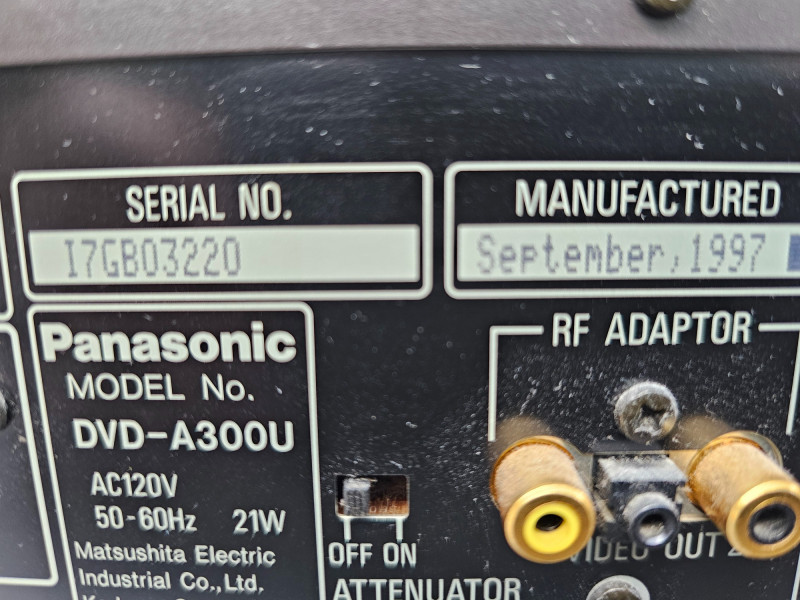 SERIAL NO.
I7GB03220
MANUFACTURED
September, 1997
Panasonic
MODEL No.
DVD-A300U
AC120V
50-60Hz 21W
Matsushita Electric
Industrial Co., Ltd.
RF ADAPTOR
OFF ON
ATTENUATOR
VIDEO OUT 2